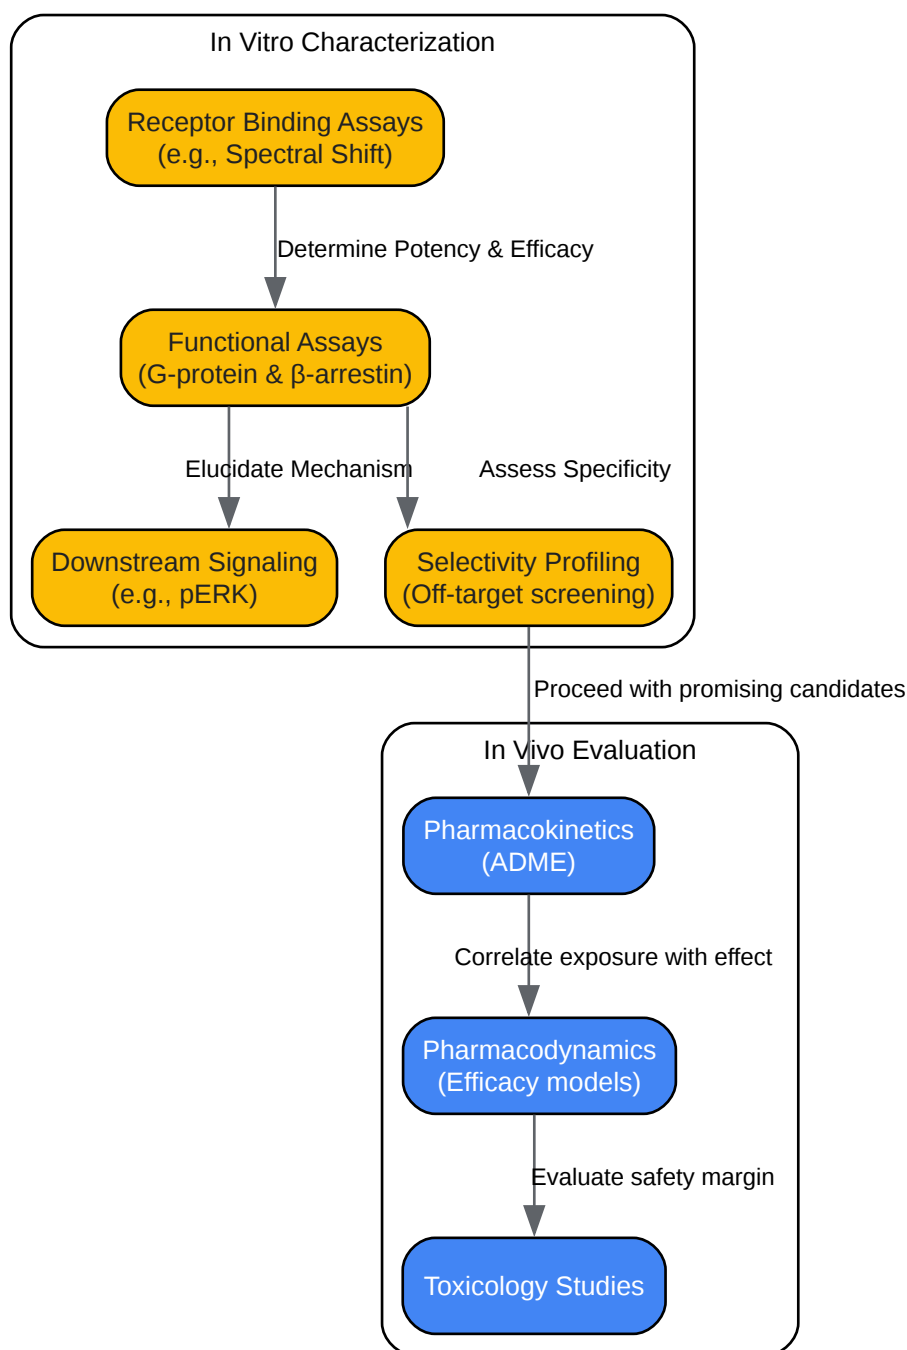 In Vitro Characterization
Receptor Binding Assays
(e.g., Spectral Shift)
Determine Potency & Efficacy
Functional Assays
(G-protein & β-arrestin)
Elucidate Mechanism
Assess Specificity
Downstream Signaling
(e.g., pERK)
Selectivity Profiling
(Off-target screening)
Proceed with promising candidates
In Vivo Evaluation
Pharmacokinetics
(ADME)
Correlate exposure with effect
Pharmacodynamics
(Efficacy models)
Evaluate safety margin
Toxicology Studies